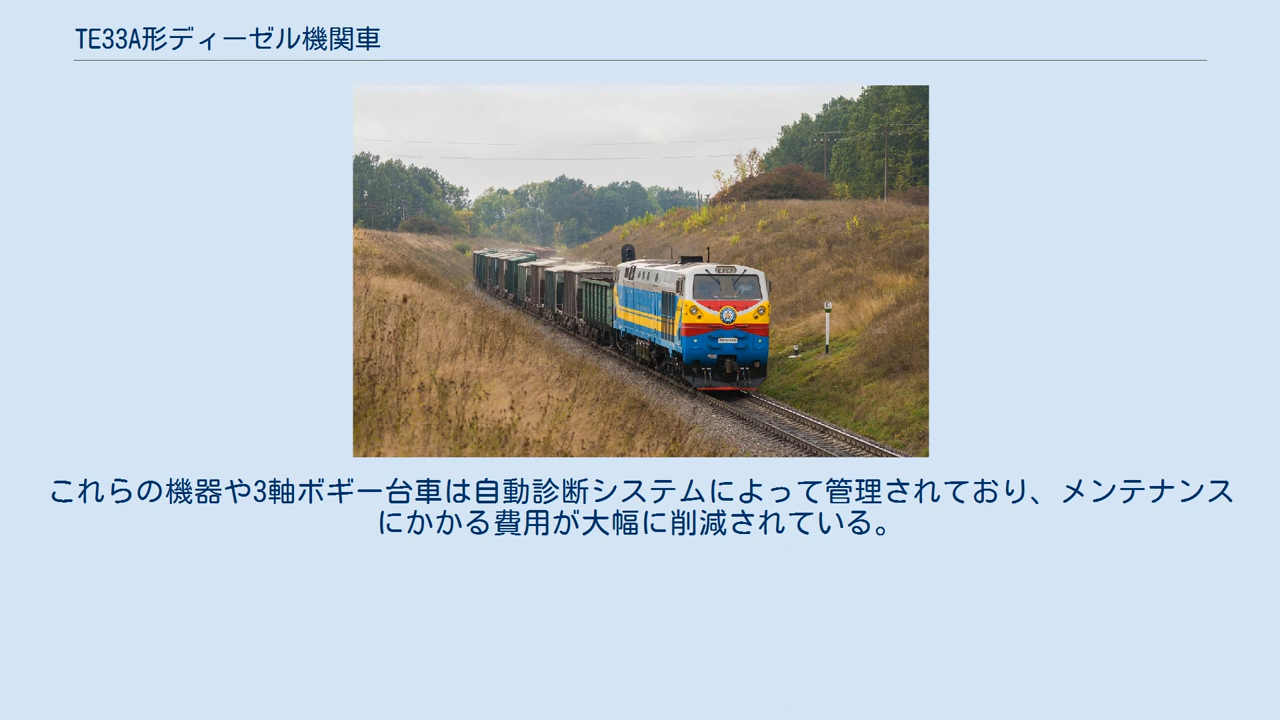 TE33A形ディーゼル機関車
これらの機器や3軸ボギー台車は自動診断システムによって管理されており、メンテナンス
にかかる費用が大幅に削減されている。